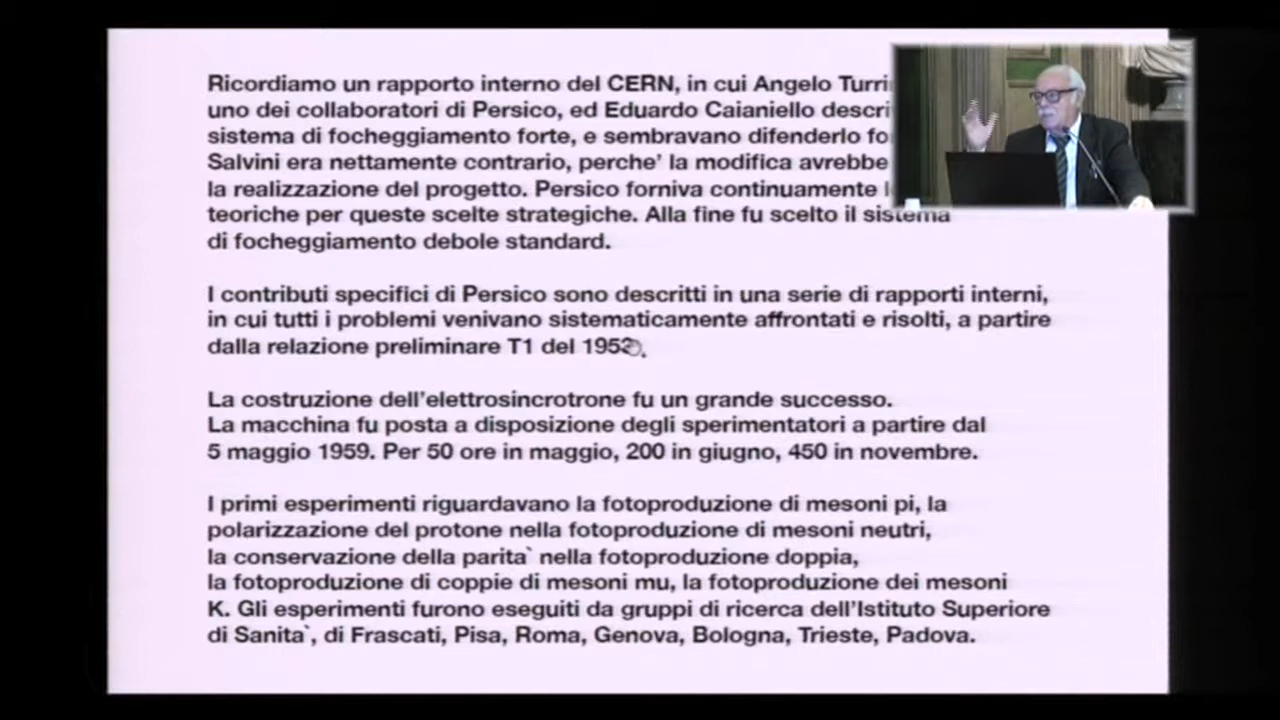 Ricordiamo un rapporto interno del CERN, in cui Angelo
uno dei collaboratori di Persico, ed Eduardo Caianiello
sistema di focheggiamento forte, e sembravano difenderlo
Salvini era nettamente contrario, perche' la modifica avrebbe
la realizzazione del progetto. Persico forniva continuamente
teoriche per queste scelte strategiche. Alla fine fu scelto il sistema
di focheggiamento debole standard.
I contributi specifici di Persico sono descritti in una serie di rapporti interni,
in cui tutti i problemi venivano sistematicamente affrontati e risolti, a partire
dalla relazione preliminare T1 del
La costruzione dell'elettrosincrotrone fu un grande successo.
La macchina fu posta a disposizione degli sperimentatori a partire dal
5 maggio 1959. Per 50 ore in maggio, 200 in giugno, 450 in novembre.
I primi esperimenti riguardavano la fotoproduzione di mesoni pi, la
polarizzazione del protone nella fotoproduzione di mesoni neutri,
la conservazione della parita` nella fotoproduzione doppia,
la fotoproduzione di coppie di mesoni mu, la fotoproduzione dei mesoni
K. Gli esperimenti furono eseguiti da gruppi di ricerca dell'Istituto Superiore
di Sanita`, di Frascati, Pisa, Roma, Genova, Bologna, Trieste, Padova.